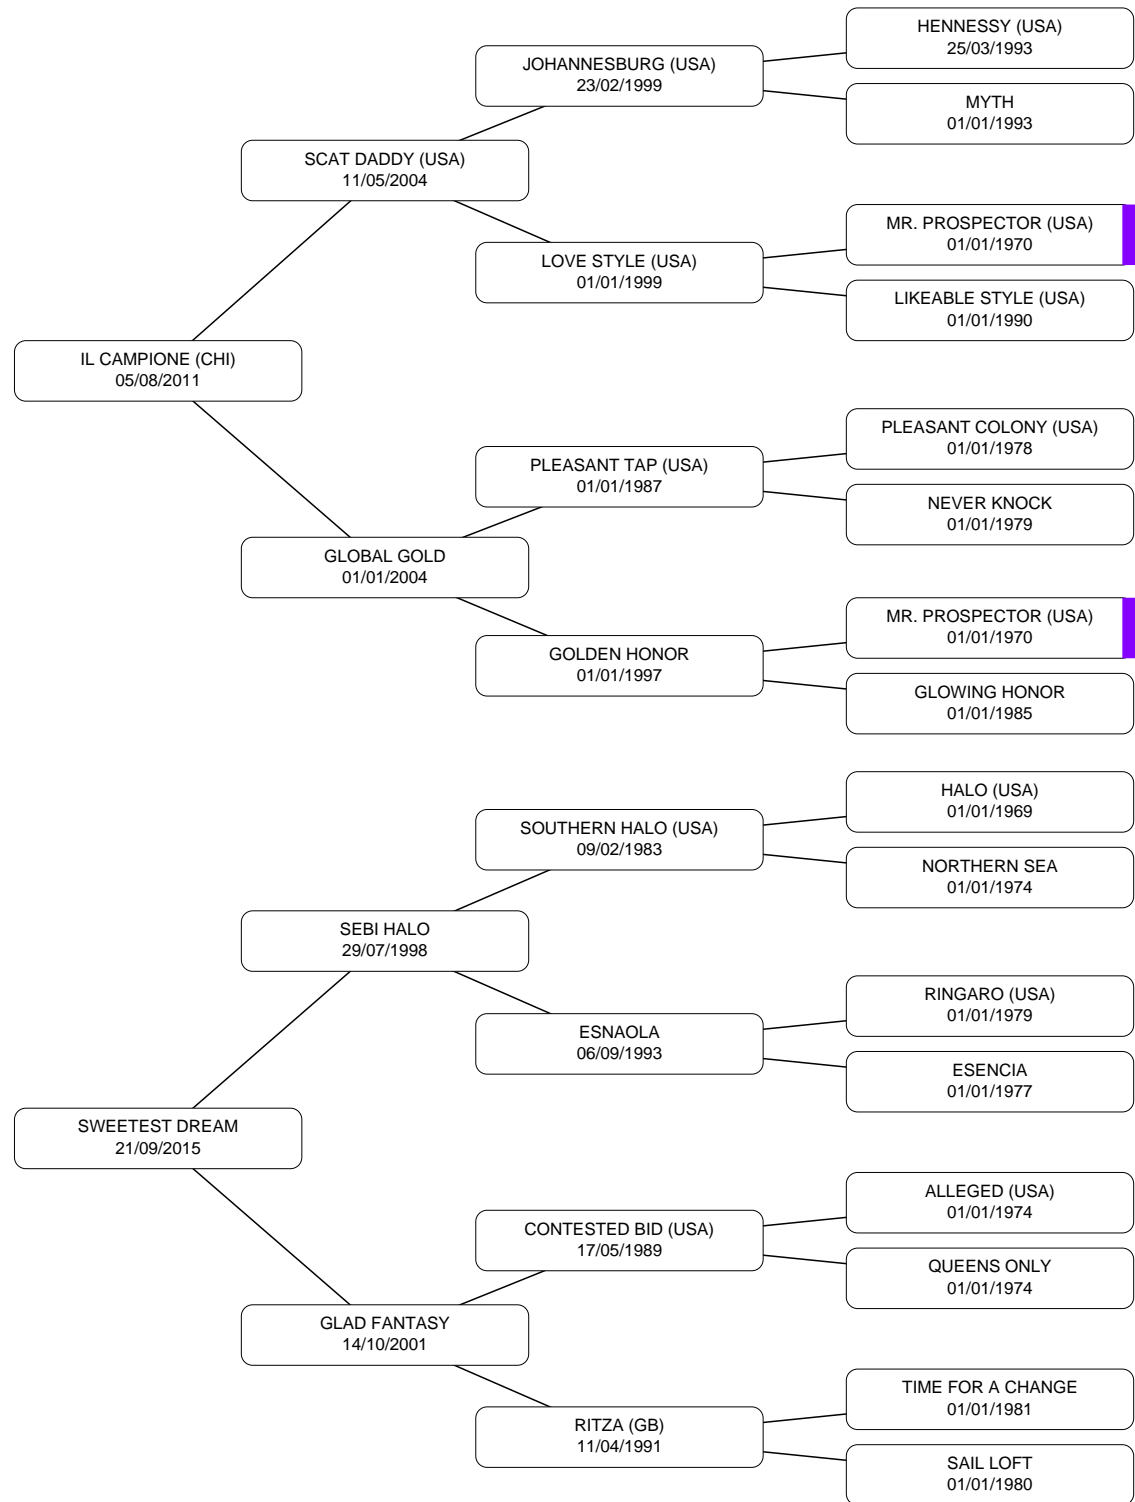 HENNESSY (USA)
25/03/1993
JOHANNESBURG (USA)
23/02/1999
MYTH
01/01/1993
SCAT DADDY (USA)
11/05/2004
MR. PROSPECTOR (USA)
01/01/1970
LOVE STYLE (USA)
01/01/1999
LIKEABLE STYLE (USA)
01/01/1990
IL CAMPIONE (CHI)
05/08/2011
PLEASANT COLONY (USA)
01/01/1978
PLEASANT TAP (USA)
01/01/1987
NEVER KNOCK
01/01/1979
GLOBAL GOLD
01/01/2004
MR. PROSPECTOR (USA)
01/01/1970
GOLDEN HONOR
01/01/1997
GLOWING HONOR
01/01/1985
HALO (USA)
01/01/1969
SOUTHERN HALO (USA)
09/02/1983
NORTHERN SEA
01/01/1974
SEBI HALO
29/07/1998
RINGARO (USA)
01/01/1979
ESNAOLA
06/09/1993
ESENCIA
01/01/1977
SWEETEST DREAM
21/09/2015
ALLEGED (USA)
01/01/1974
CONTESTED BID (USA)
17/05/1989
QUEENS ONLY
01/01/1974
GLAD FANTASY
14/10/2001
TIME FOR A CHANGE
01/01/1981
RITZA (GB)
11/04/1991
SAIL LOFT
01/01/1980